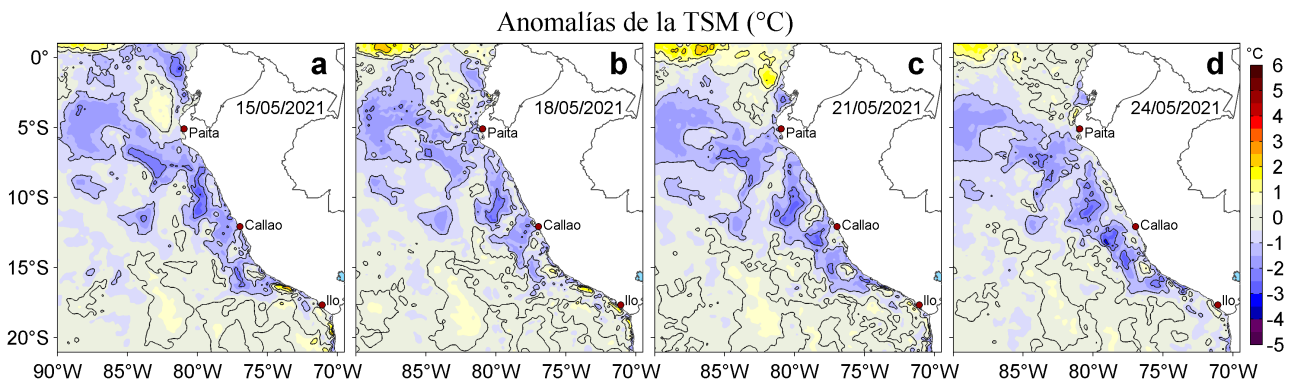 Anomalías de la TSM (°C)
a b c d
15/05/2021 18/05/2021 21/05/2021 24/05/2021
°C
6
5
4
3
2
1
0
-1
-2
-3
-4
-5
0°
5°S
10°S
15°S
20°S
Paita Paita Paita Paita
Callao Callao Callao Callao
Ilo Ilo Ilo Ilo
90°W 85°W 80°W 75°W 70°W 85°W 80°W 75°W 70°W 85°W 80°W 75°W 70°W 85°W 80°W 75°W 70°W